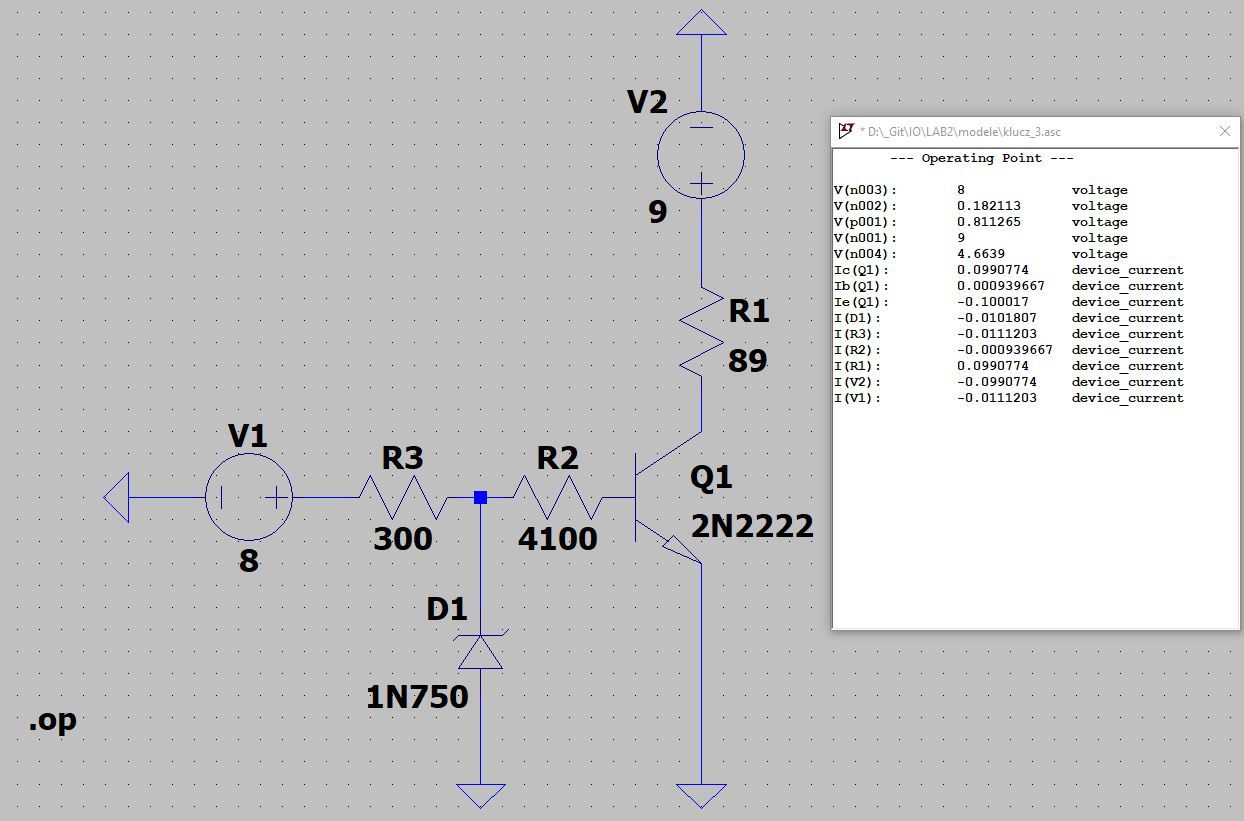 V2
9
R1
89
V1
8
R3
300
R2
4100
Q1
2N2222
D1
1N750
.op
* D:\_Git\IO\LAB2\modele\klucz_3.asc
--- Operating Point ---
V(n003): 8 voltage
V(n002): 0.182113 voltage
V(p001): 0.811265 voltage
V(n001): 9 voltage
V(n004): 4.6639 voltage
Ic(Q1): 0.0990774 device_current
Ib(Q1): 0.000939667 device_current
Ie(Q1): -0.100017 device_current
I(D1): -0.0101807 device_current
I(R3): -0.0111203 device_current
I(R2): -0.000939667 device_current
I(R1): 0.0990774 device_current
I(V2): -0.0990774 device_current
I(V1): -0.0111203 device_current